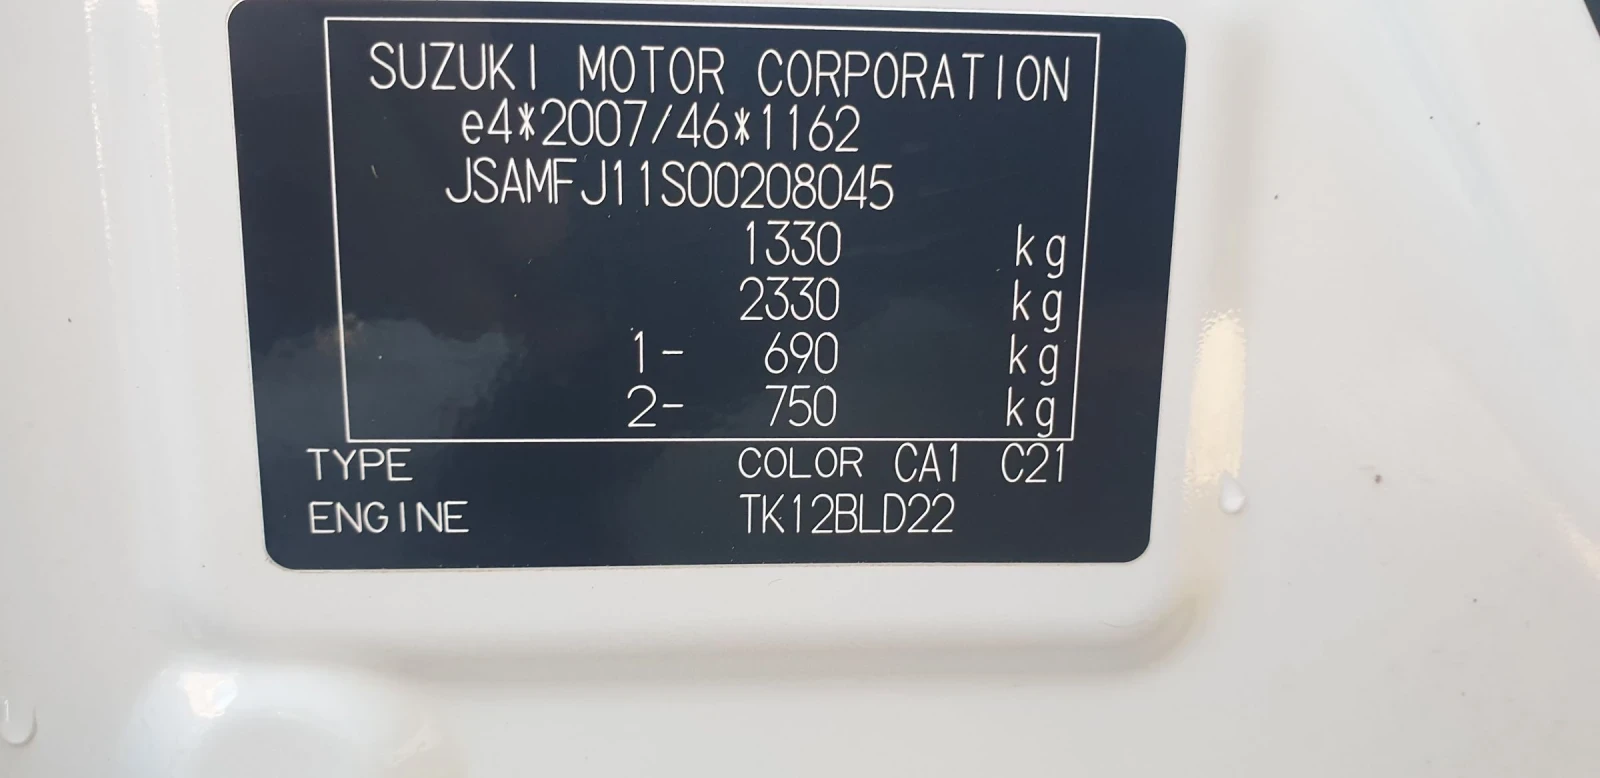 SUZUKI MOTOR CORPORATION
e4*2007/46*1162
JSAMFJ11S00208045
1330 kg
2330 kg
1- 690 kg
2- 750 kg
TYPE COLOR CA1 C21
ENGINE TK12BLD22